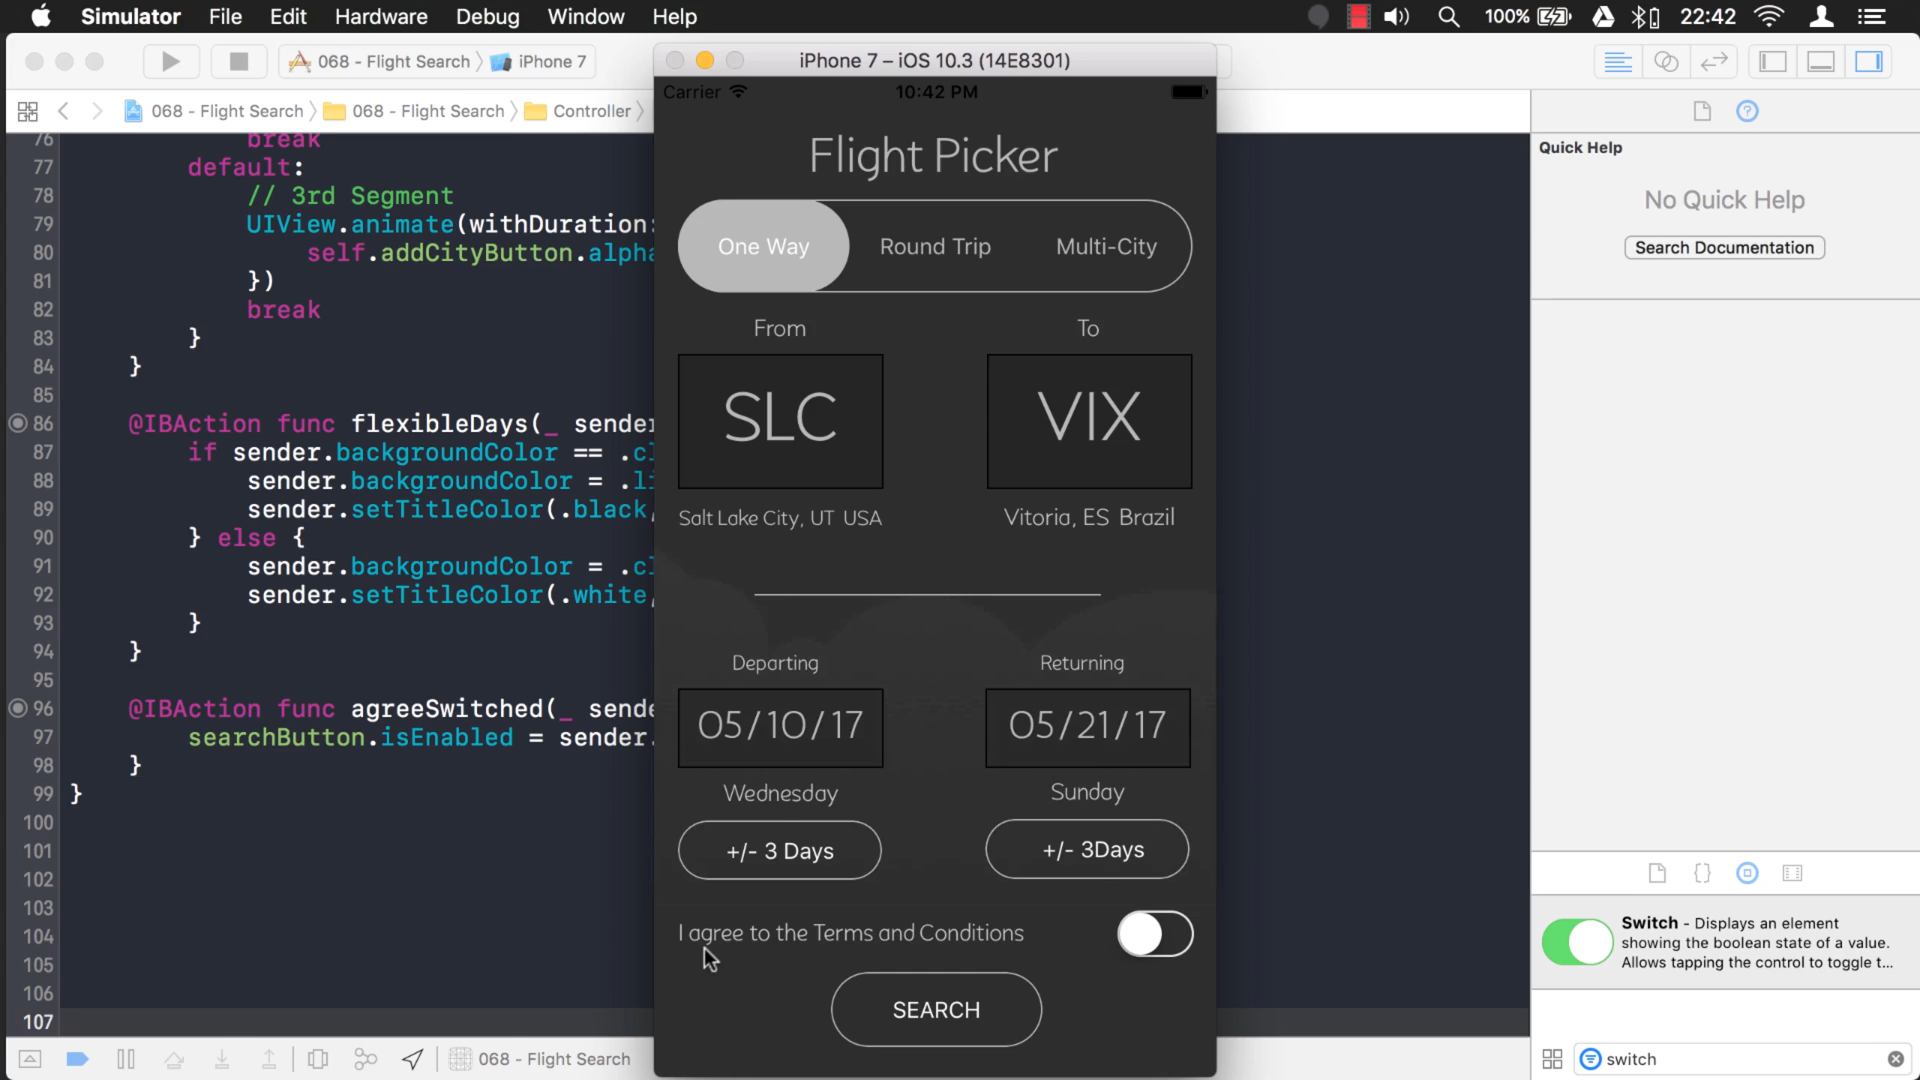 Simulator File Edit Hardware Debug Window Help 100% 22:42
068 - Flight Search iPhone 7
iPhone 7 – iOS 10.3 (14E8301)
068 - Flight Search 068 - Flight Search Controller
76 break
77 default:
78 // 3rd Segment
79 UIView.animate(withDuration:
80 self.addCityButton.alpha
81 })
82 break
83 }
84 }
85
86 @IBAction func flexibleDays(_ sender
87 if sender.backgroundColor == .cl
88 sender.backgroundColor = .li
89 sender.setTitleColor(.black,
90 } else {
91 sender.backgroundColor = .cl
92 sender.setTitleColor(.white,
93 }
94 }
95
96 @IBAction func agreeSwitched(_ sende
97 searchButton.isEnabled = sender.
98 }
99 }
100
101
102
103
104
105
106
107
068 - Flight Search
Carrier 10:42 PM
Flight Picker
One Way Round Trip Multi-City
From To
SLC VIX
Salt Lake City, UT USA Vitoria, ES Brazil
Departing Returning
05/10/17 05/21/17
Wednesday Sunday
+/- 3 Days +/- 3Days
I agree to the Terms and Conditions
SEARCH
Quick Help
No Quick Help
Search Documentation
Switch - Displays an element
showing the boolean state of a value.
Allows tapping the control to toggle t...
switch